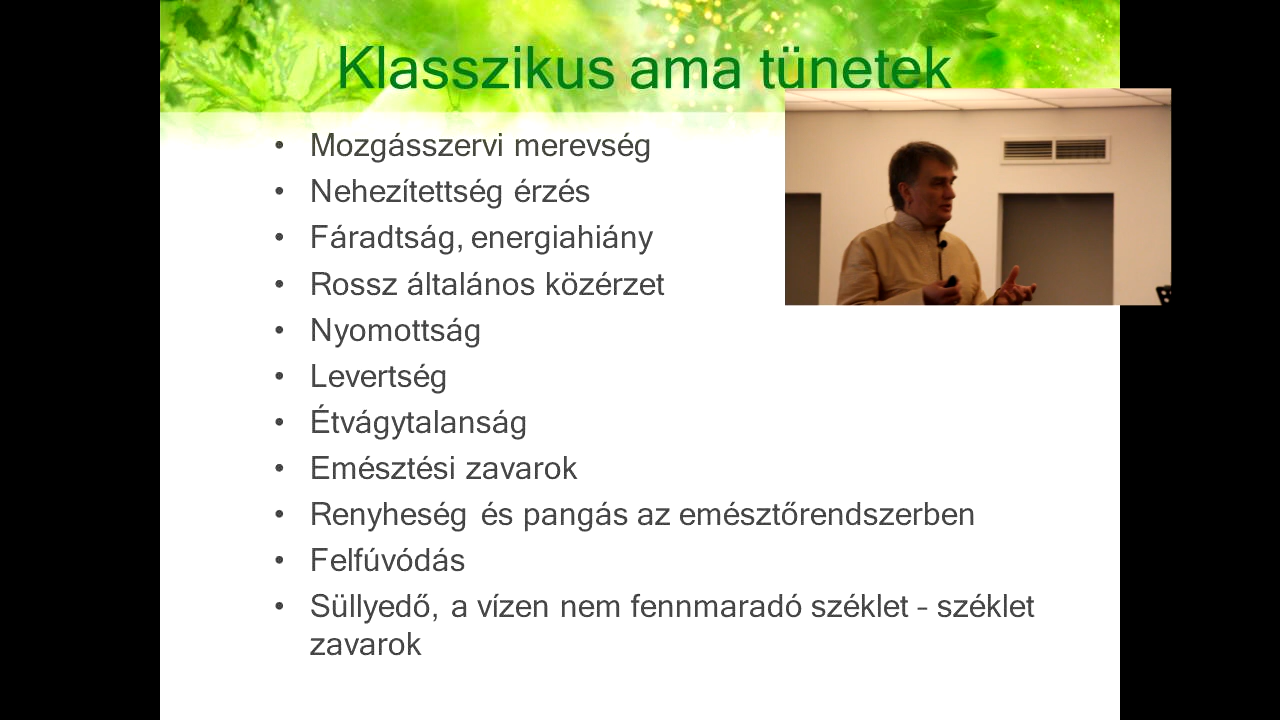 Klasszikus ama tünetek
• Mozgásszervi merevség
• Nehezítettség érzés
• Fáradtság, energiahiány
• Rossz általános közérzet
• Nyomottság
• Levertség
• Étvágytalanság
• Emésztési zavarok
• Renyheség és pangás az emésztőrendszerben
• Felfúvódás
• Süllyedő, a vízen nem fennmaradó széklet – széklet
zavarok